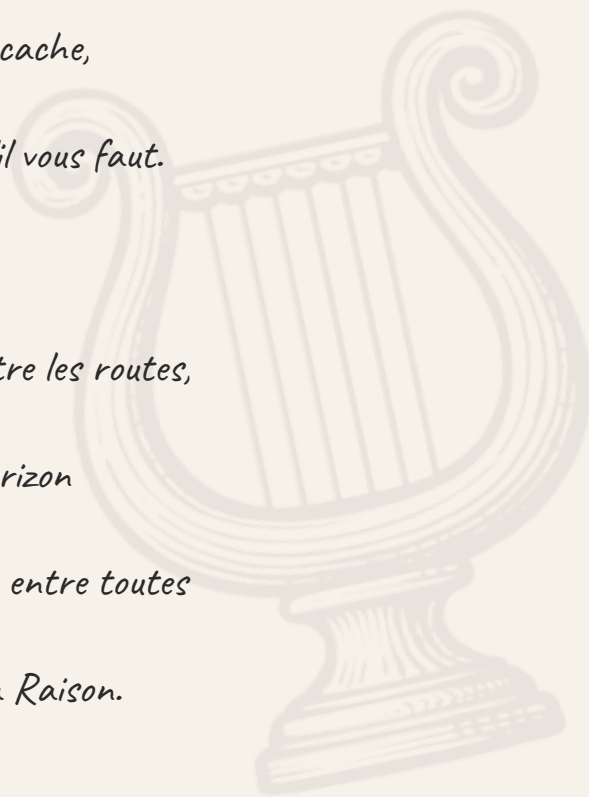 cache,
il vous faut.
tre les routes,
rizon
entre toutes
Raison.